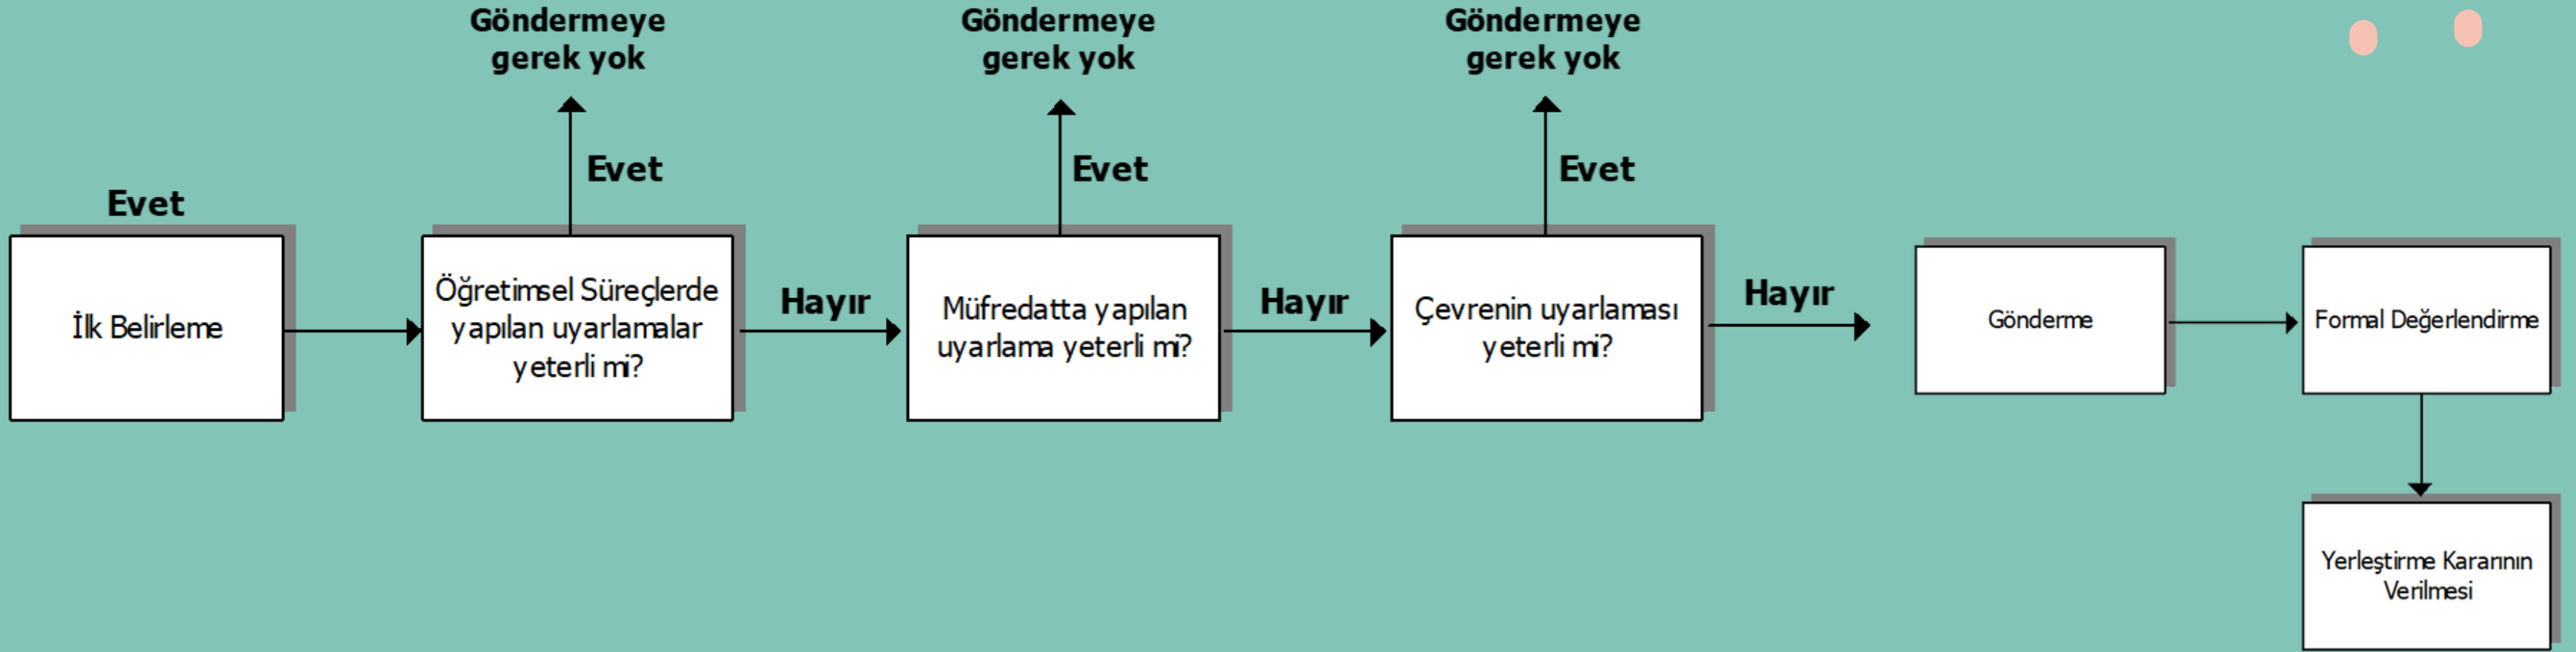 Göndermeye
gerek yok
Göndermeye
gerek yok
Göndermeye
gerek yok
Evet
Evet
Evet
Evet
İlk Belirleme
Öğretimsel Süreçlerde
yapılan uyarlamalar
yeterli mi?
Hayır
Müfredatta yapılan
uyarlama yeterli mi?
Hayır
Çevrenin uyarlaması
yeterli mi?
Hayır
Gönderme
Formal Değerlendirme
Yerleştirme Kararının
Verilmesi